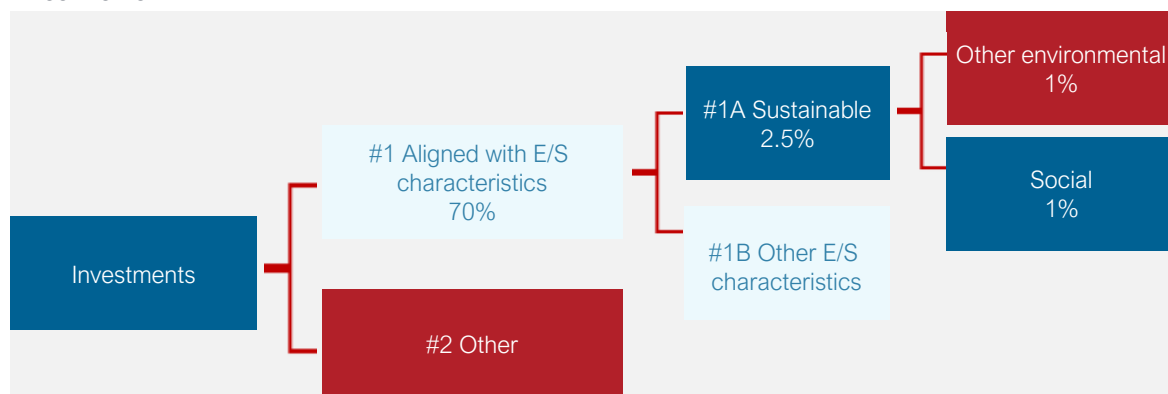 Investments
#1 Aligned with E/S
characteristics
70%
#2 Other
#1A Sustainable
2.5%
#1B Other E/S
characteristics
Other environmental
1%
Social
1%